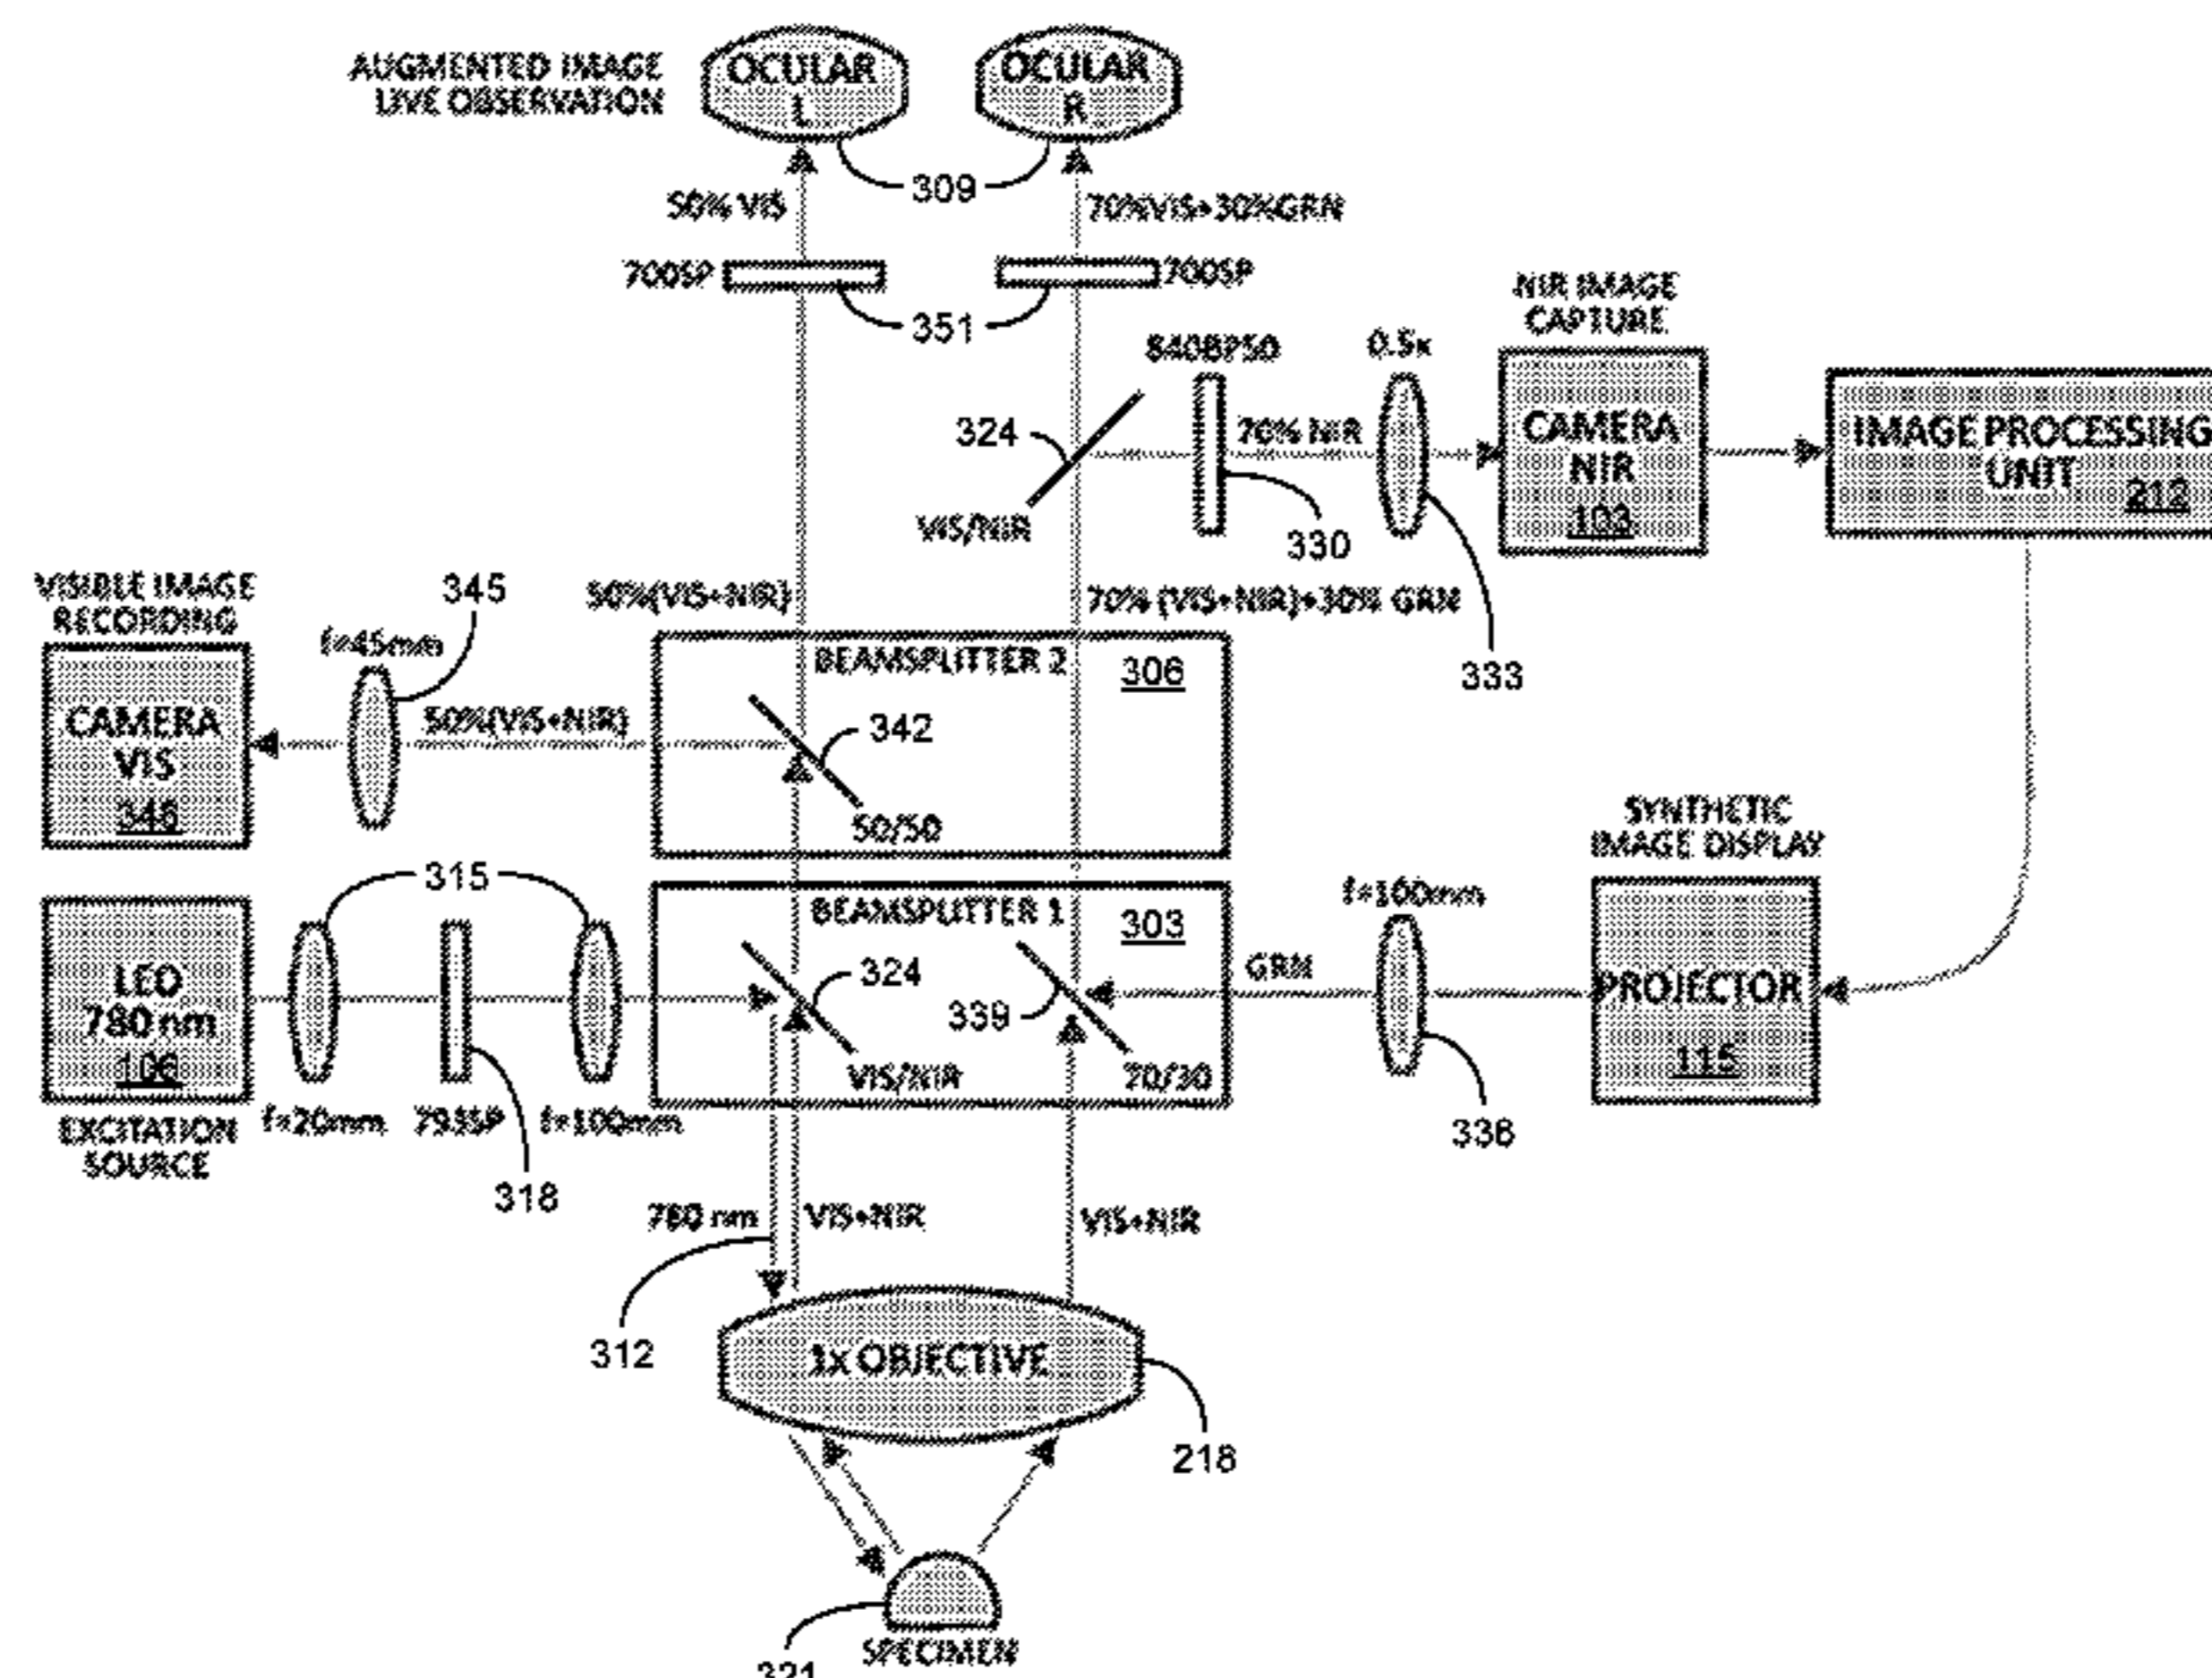 AUGMENTED IMAGE
LIVE OBSERVATION
OCULAR
L
OCULAR
R
309
50% VIS
70%VIS+30%GRN
700SP
700SP
351
NIR IMAGE
CAPTURE
840BP50
0.5x
324
70% NIR
CAMERA
NIR
103
IMAGE PROCESSING
UNIT
212
VIS/NIR
330
333
VISIBLE IMAGE
RECORDING
345
f=45mm
50%(VIS+NIR)
70% (VIS+NIR)+30% GRN
BEAMSPLITTER 2
306
CAMERA
VIS
348
50%(VIS+NIR)
342
50/50
SYNTHETIC
IMAGE DISPLAY
315
BEAMSPLITTER 1
303
f=100mm
LED
780 nm
106
324
339
GRN
PROJECTOR
115
VIS/NIR
70/30
EXCITATION
SOURCE
f=20mm
793SP
f=100mm
336
318
780 nm
VIS+NIR
VIS+NIR
312
1x OBJECTIVE
218
SPECIMEN
321